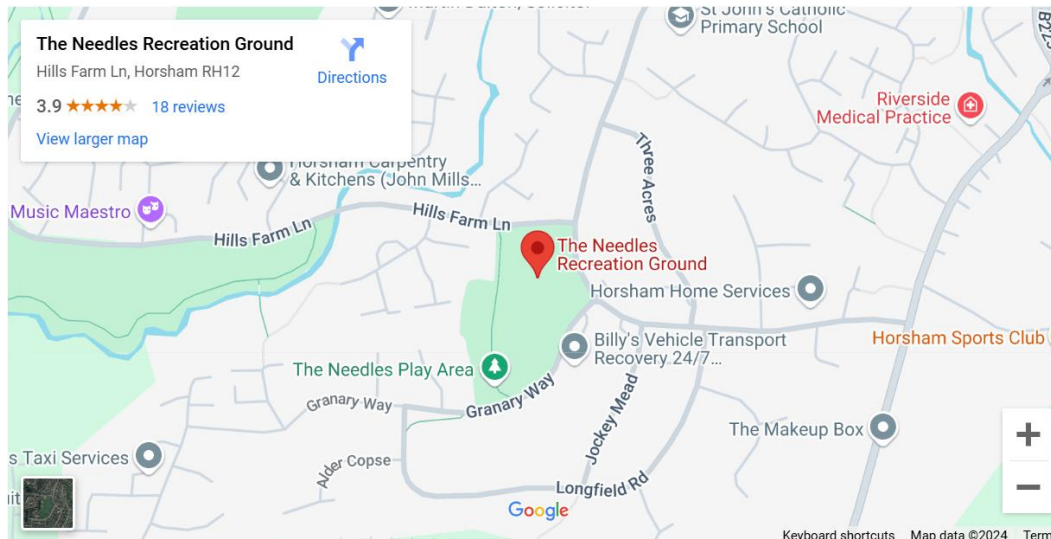 The Needles Recreation Ground
Hills Farm Ln, Horsham RH12
3.9
18 reviews
View larger map
Directions
St John's Catholic
Primary School
Riverside
Medical Practice
Three Acres
Horsham Carpentry
& Kitchens (John Mills...
Music Maestro
Hills Farm Ln
Hills Farm Ln
The Needles
Recreation Ground
Horsham Home Services
Billy's Vehicle Transport
Recovery 24/7...
Horsham Sports Club
The Needles Play Area
Granary Way
Granary Way
Jockey Mead
The Makeup Box
s Taxi Services
Alder Copse
Longfield Rd
Google
Keyboard shortcuts
Map data ©2024
Term